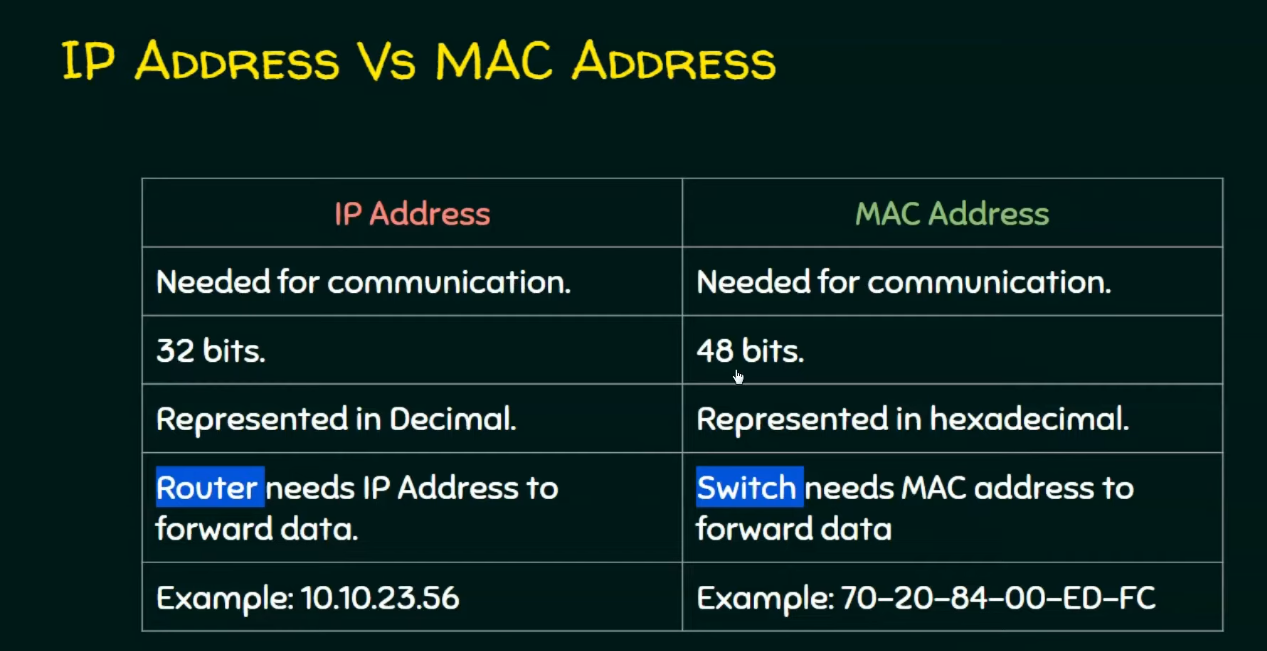 IP Address Vs MAC Address
IP Address
MAC Address
Needed for communication.
Needed for communication.
32 bits.
48 bits.
Represented in Decimal.
Represented in hexadecimal.
Router needs IP Address to
forward data.
Switch needs MAC address to
forward data
Example: 10.10.23.56
Example: 70-20-84-00-ED-FC